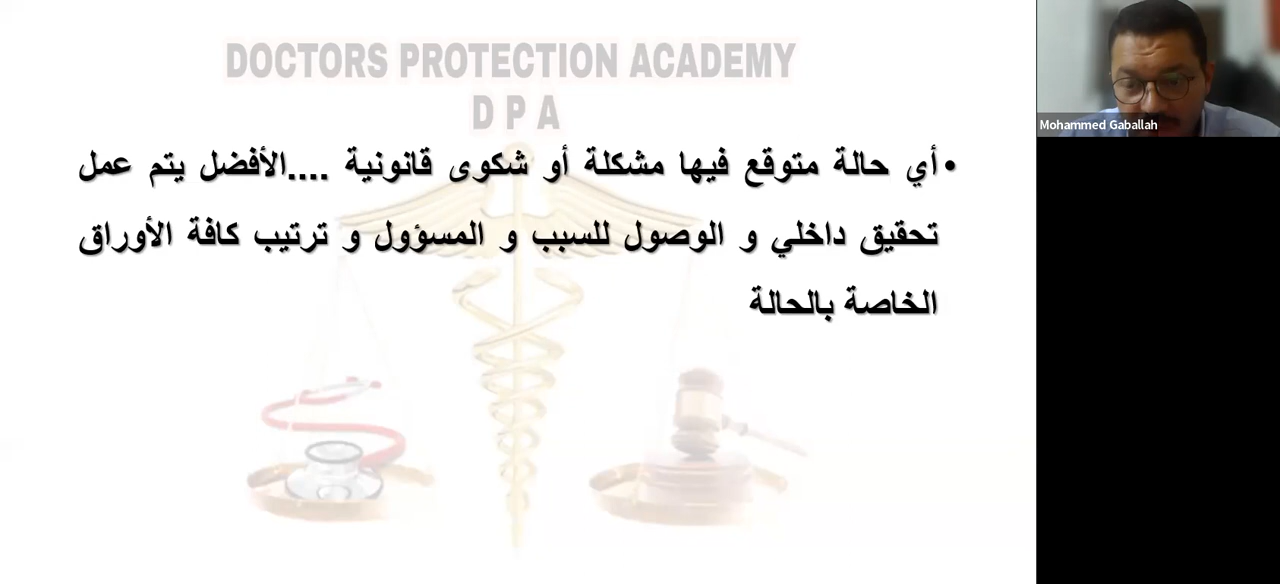 DOCTORS PROTECTION ACADEMY
D P A
• أي حالة متوقع فيها مشكلة أو شكوى قانونية ....الأفضل يتم عمل
تحقيق داخلي و الوصول للسبب و المسؤول و ترتيب كافة الأوراق
الخاصة بالحالة
Mohammed Gaballah